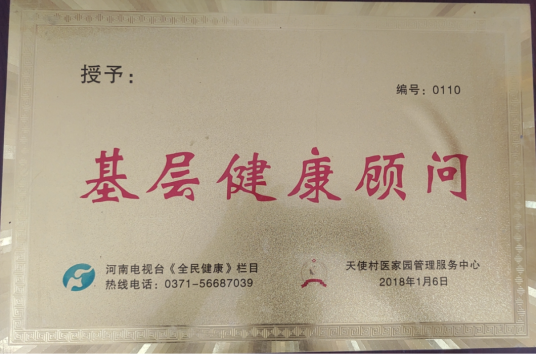 授予：
编号：0110
基层健康顾问
河南电视台《全民健康》栏目
热线电话：0371-56687039
天使村医家园管理服务中心
2018年1月6日